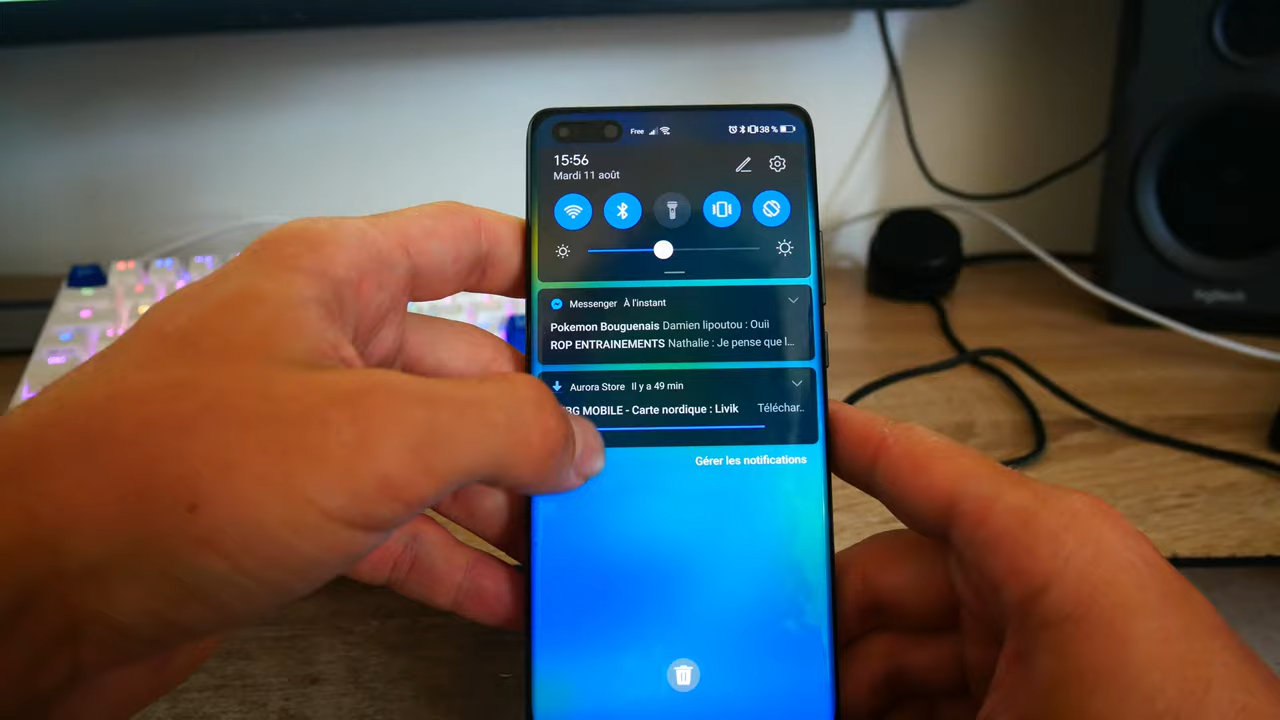 Free 38 %
15:56
Mardi 11 août
Messenger À l'instant
Pokemon Bouguenais Damien lipoutou : Ouii
ROP ENTRAINEMENTS Nathalie : Je pense que l...
Aurora Store Il y a 49 min
BG MOBILE - Carte nordique : Livik Téléchar..
Gérer les notifications
logitech